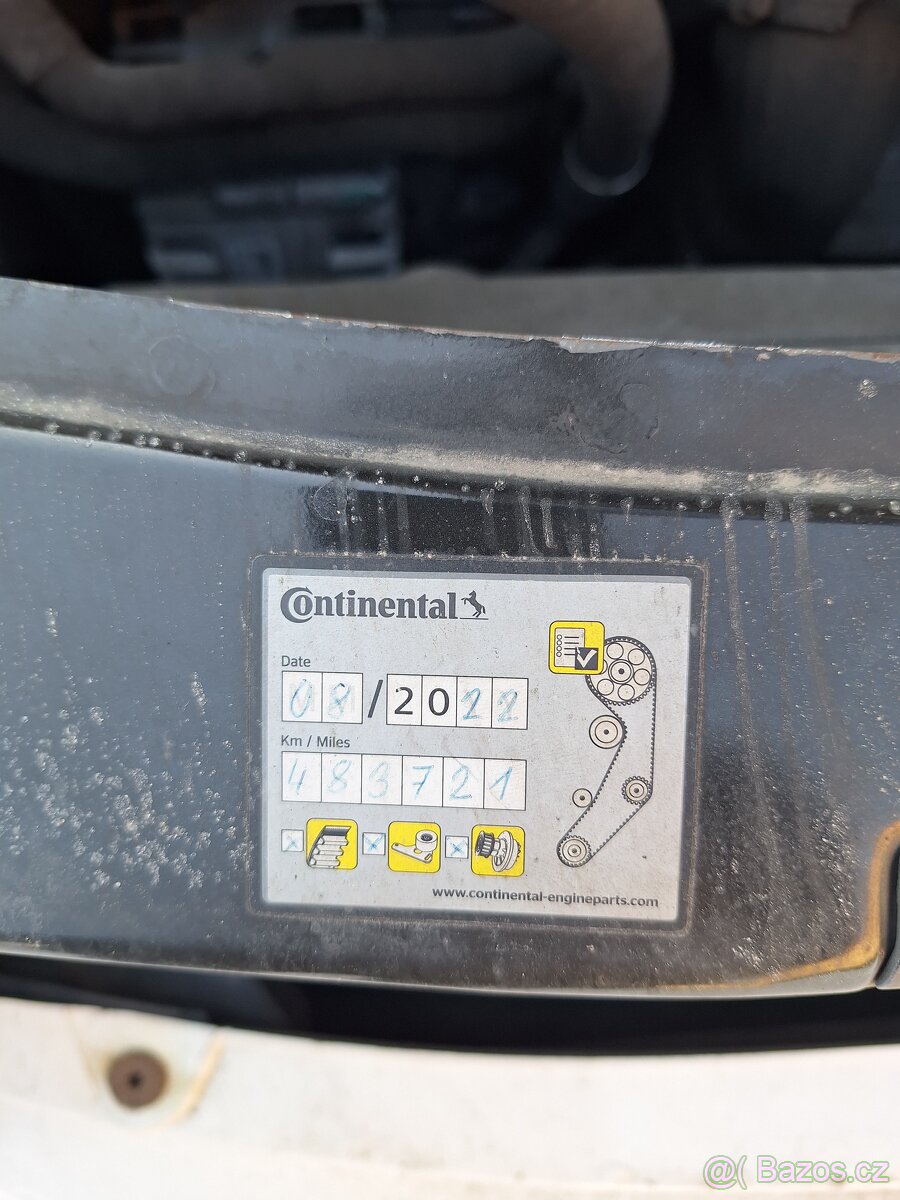 Continental
Date
08/2022
Km / Miles
483721
www.continental-engineparts.com
@( Bazos.cz